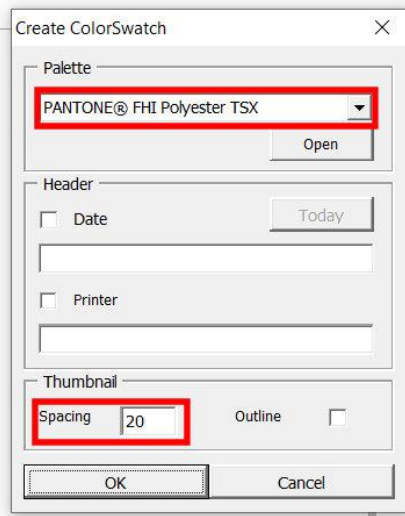 Create ColorSwatch
Palette
PANTONE® FHI Polyester TSX
Open
Header
Date
Today
Printer
Thumbnail
Spacing 20 Outline
OK Cancel